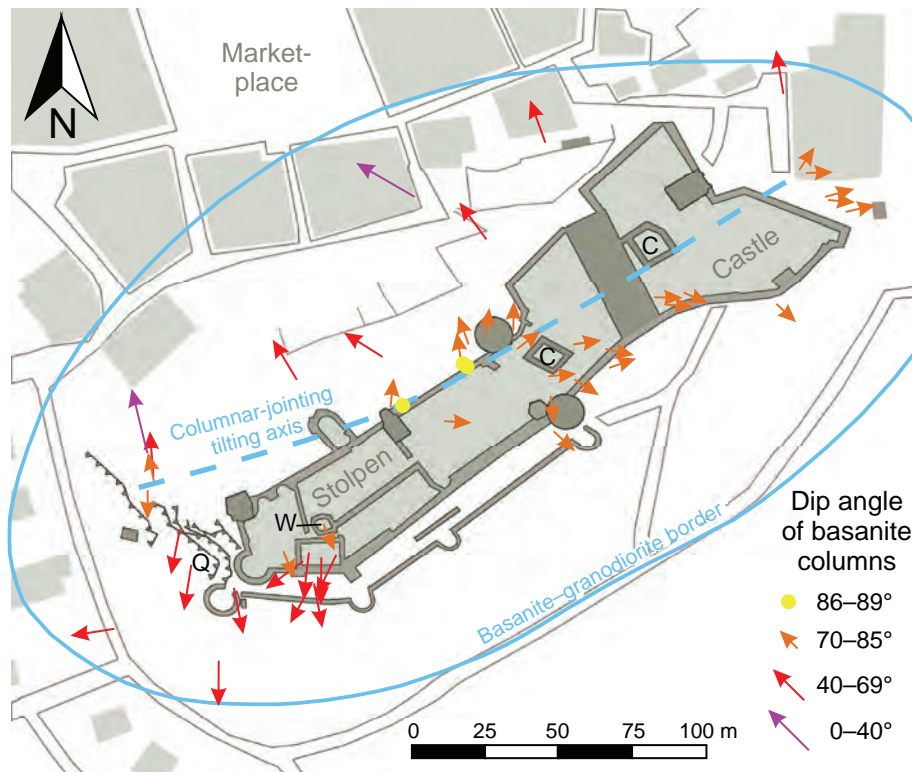 Market-
place
N
C
Castle
C
Columnar-jointing
tilting axis
Stolpen
W
Q
Basanite–granodiorite border
Dip angle
of basanite
columns
86–89°
70–85°
40–69°
0–40°
0 25 50 75 100 m